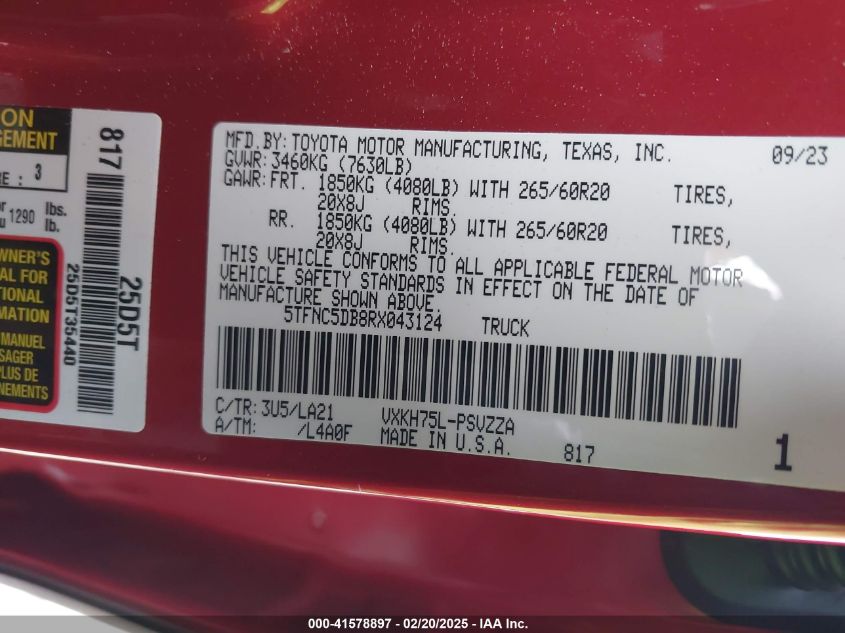 ON
GEMENT
RE : 3
or
u 1290 lbs.
lb.
OWNER'S
AL FOR
TIONAL
MATION
MANUEL
SAGER
PLUS DE
NEMENTS
817
25D5T
25D5T35440
MFD.BY:TOYOTA MOTOR MANUFACTURING, TEXAS, INC. 09/23
GVWR:3460KG (7630LB)
GAWR:FRT. 1850KG (4080LB) WITH 265/60R20 TIRES,
20X8J RIMS.
RR. 1850KG (4080LB) WITH 265/60R20 TIRES,
20X8J RIMS.
THIS VEHICLE CONFORMS TO ALL APPLICABLE FEDERAL MOTOR
VEHICLE SAFETY STANDARDS IN EFFECT ON THE DATE OF
MANUFACTURE SHOWN ABOVE.
5TFNC5DB8RX043124 TRUCK
C/TR:3U5/LA21 VXKH75L-PSVZZA
A/TM: /L4A0F MADE IN U.S.A. 817 1
000-41578897 - 02/20/2025 - IAA Inc.